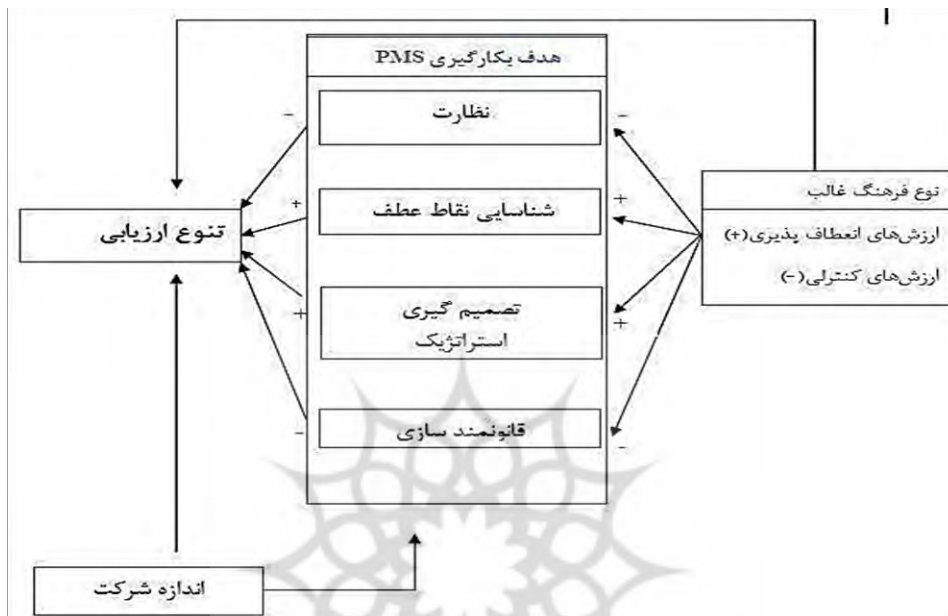 هدف بکارگیری PMS
نظارت
-
-
نوع فرهنگ غالب
ارزش‌های انعطاف پذیری(+)
ارزش‌های کنترلی(-)
+
شناسایی نقاط عطف
+
تنوع ارزیابی
+
تصمیم گیری
استراتژیک
+
-
قانونمند سازی
-
اندازه شرکت